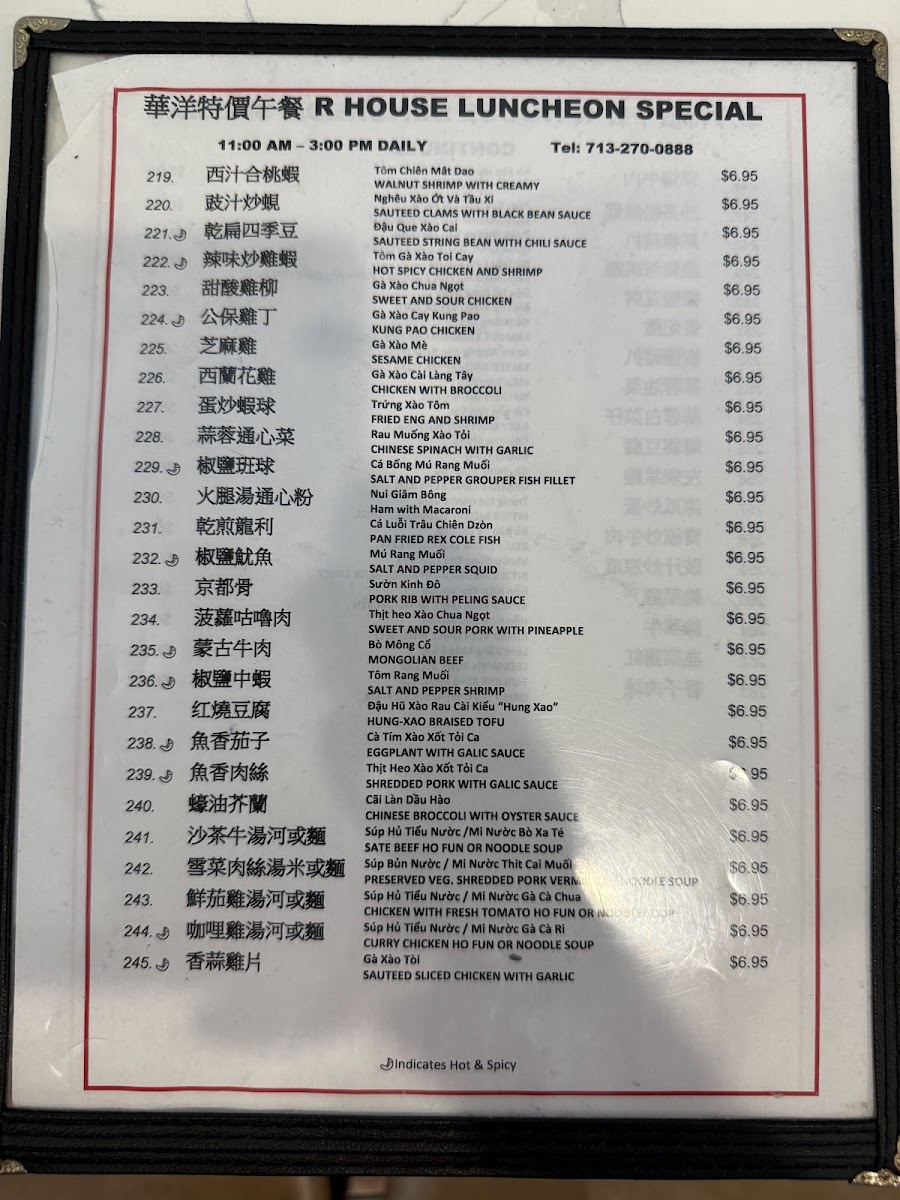 華洋特價午餐 R HOUSE LUNCHEON SPECIAL
11:00 AM – 3:00 PM DAILY Tel: 713-270-0888
219. 西汁合桃蝦 Tôm Chiên Mât Dao $6.95
WALNUT SHRIMP WITH CREAMY
220. 豉汁炒蜆 Nghêu Xào Ớt Và Tầu Xì $6.95
SAUTEED CLAMS WITH BLACK BEAN SAUCE
221. 乾扁四季豆 Đậu Que Xào Cai $6.95
SAUTEED STRING BEAN WITH CHILI SAUCE
222. 辣味炒雞蝦 Tôm Gà Xào Toi Cay $6.95
HOT SPICY CHICKEN AND SHRIMP
223. 甜酸雞柳 Gà Xào Chua Ngọt $6.95
SWEET AND SOUR CHICKEN
224. 公保雞丁 Gà Xào Cay Kung Pao $6.95
KUNG PAO CHICKEN
225. 芝麻雞 Gà Xào Mè $6.95
SESAME CHICKEN
226. 西蘭花雞 Gà Xào Cài Làng Tây $6.95
CHICKEN WITH BROCCOLI
227. 蛋炒蝦球 Trứng Xào Tôm $6.95
FRIED ENG AND SHRIMP
228. 蒜蓉通心菜 Rau Muống Xào Tỏi $6.95
CHINESE SPINACH WITH GARLIC
229. 椒鹽班球 Cá Bống Mú Rang Muối $6.95
SALT AND PEPPER GROUPER FISH FILLET
230. 火腿湯通心粉 Nui Giăm Bông $6.95
Ham with Macaroni
231. 乾煎龍利 Cá Luỗi Trâu Chiên Dzòn $6.95
PAN FRIED REX COLE FISH
232. 椒鹽魷魚 Mú Rang Muối $6.95
SALT AND PEPPER SQUID
233. 京都骨 Sườn Kinh Đô $6.95
PORK RIB WITH PELING SAUCE
234. 菠蘿咕嚕肉 Thịt heo Xào Chua Ngọt $6.95
SWEET AND SOUR PORK WITH PINEAPPLE
235. 蒙古牛肉 Bò Mông Cổ $6.95
MONGOLIAN BEEF
236. 椒鹽中蝦 Tôm Rang Muối $6.95
SALT AND PEPPER SHRIMP
237. 红燒豆腐 Đậu Hũ Xào Rau Cài Kiểu “Hung Xao” $6.95
HUNG-XAO BRAISED TOFU
238. 魚香茄子 Cà Tím Xào Xốt Tỏi Ca $6.95
EGGPLANT WITH GALIC SAUCE
239. 魚香肉絲 Thịt Heo Xào Xốt Tỏi Ca
SHREDDED PORK WITH GALIC SAUCE
240. 蠔油芥蘭 Cãi Làn Dầu Hào $6.95
CHINESE BROCCOLI WITH OYSTER SAUCE
241. 沙茶牛湯河或麵 Súp Hủ Tiểu Nước /Mi Nước Bò Xa Té $6.95
SATE BEEF HO FUN OR NOODLE SOUP
242. 雪菜肉絲湯米或麵 Súp Bủn Nước / Mi Nước Thit Cai Muối $6.95
PRESERVED VEG. SHREDDED PORK NOODLE SOUP
243. 鮮茄雞湯河或麵 Súp Hủ Tiểu Nước / Mi Nước Gà Cà Chua $6.95
CHICKEN WITH FRESH TOMATO HO FUN OR NOODLE SOUP
244. 咖哩雞湯河或麵 Súp Hủ Tiểu Nước / Mi Nước Gà Cà Ri $6.95
CURRY CHICKEN HO FUN OR NOODLE SOUP
245. 香蒜雞片 Gà Xào Tòi $6.95
SAUTEED SLICED CHICKEN WITH GARLIC
Indicates Hot & Spicy